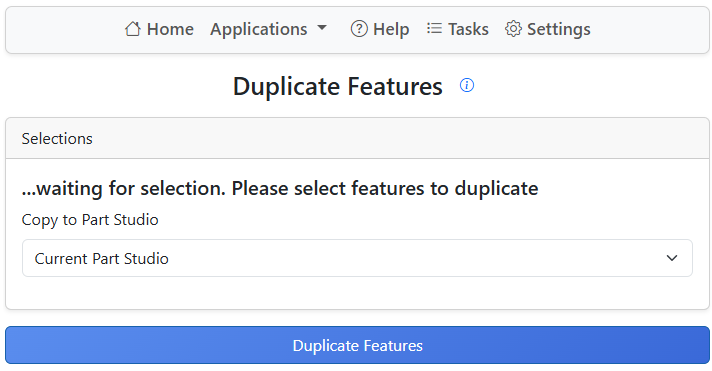 Home Applications Help Tasks Settings
Duplicate Features
Selections
...waiting for selection. Please select features to duplicate
Copy to Part Studio
Current Part Studio
Duplicate Features